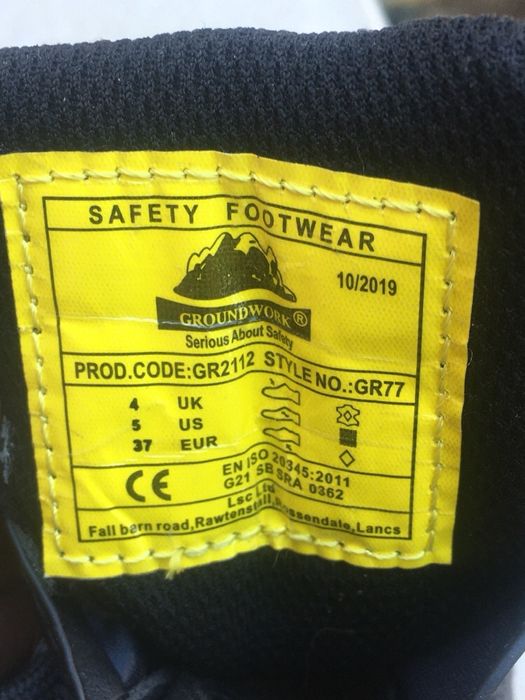 SAFETY FOOTWEAR
10/2019
GROUNDWORK®
Serious About Safety
PROD.CODE:GR2112 STYLE NO.:GR77
4 UK
5 US
37 EUR
CE EN ISO 20345:2011
G21 SB SRA 0362
Lsc Ltd
Fall barn road,Rawtenstall,Rossendale,Lancs